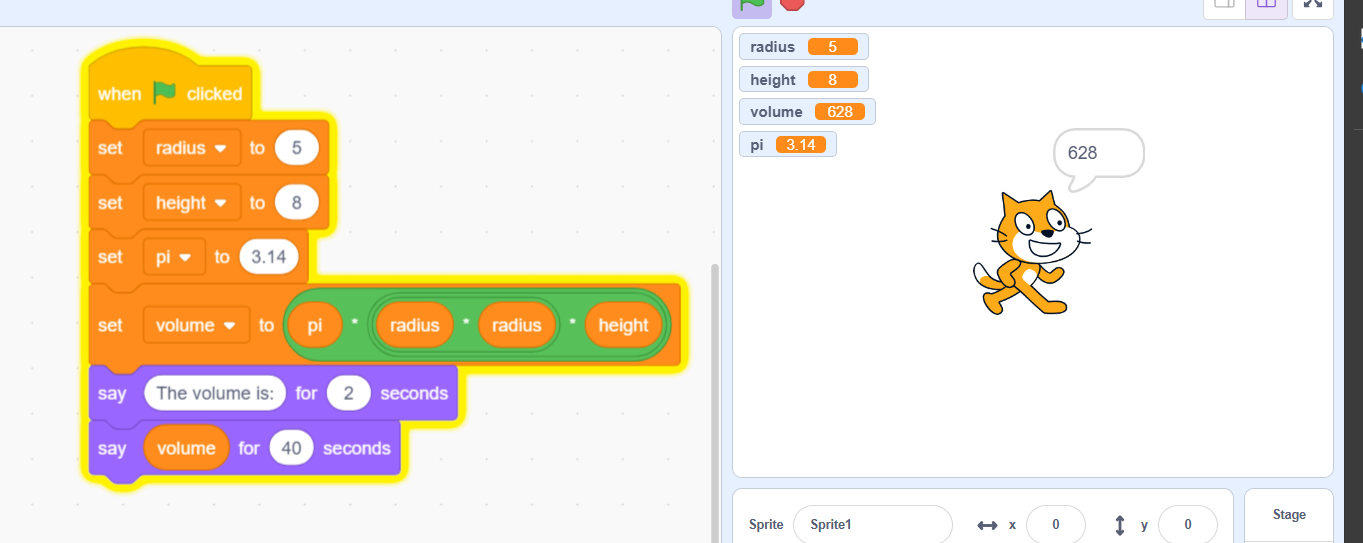 when clicked
set radius to 5
set height to 8
set pi to 3.14
set volume to pi * radius * radius * height
say The volume is: for 2 seconds
say volume for 40 seconds
radius 5
height 8
volume 628
pi 3.14
628
Sprite Sprite1 x 0 y 0
Stage